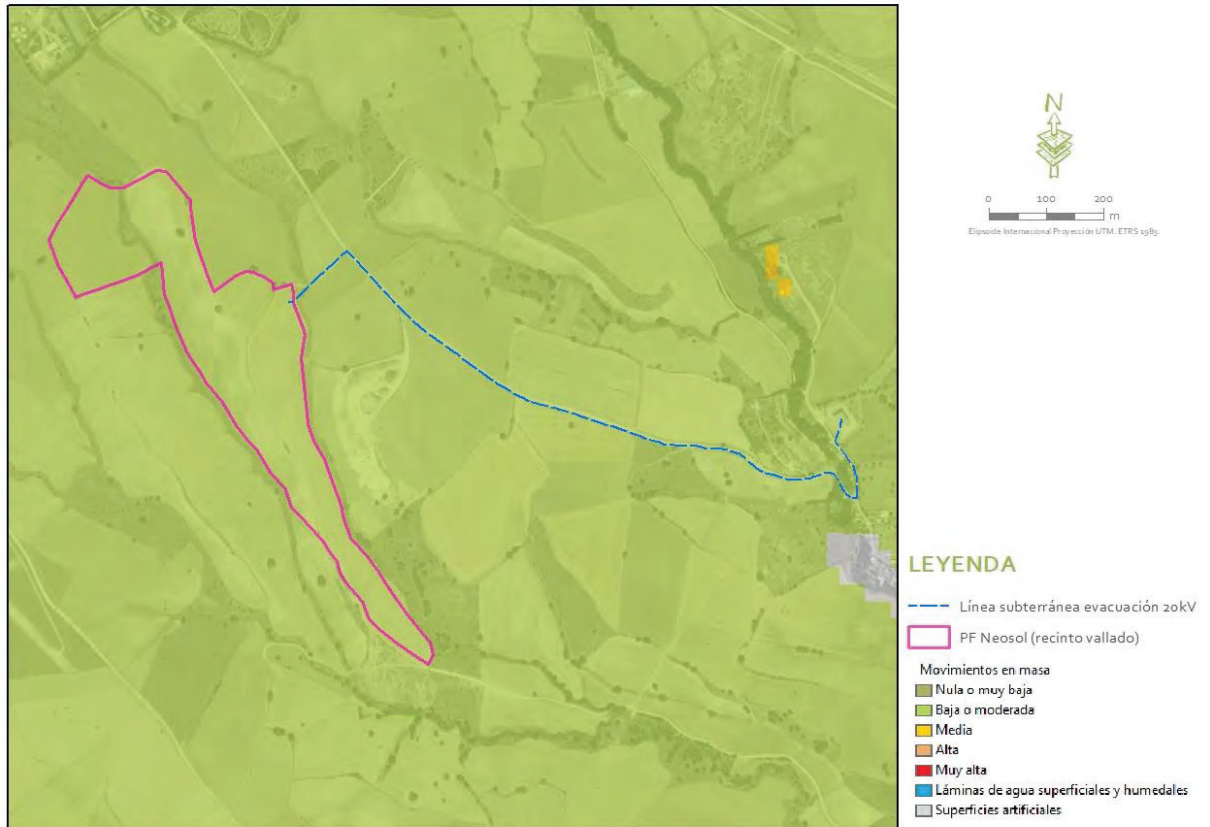 N
0 100 200
m
Elipsoide Internacional Proyección UTM. ETRS 1989.
LEYENDA
Línea subterránea evacuación 20kV
PF Neosol (recinto vallado)
Movimientos en masa
Nula o muy baja
Baja o moderada
Media
Alta
Muy alta
Láminas de agua superficiales y humedales
Superficies artificiales